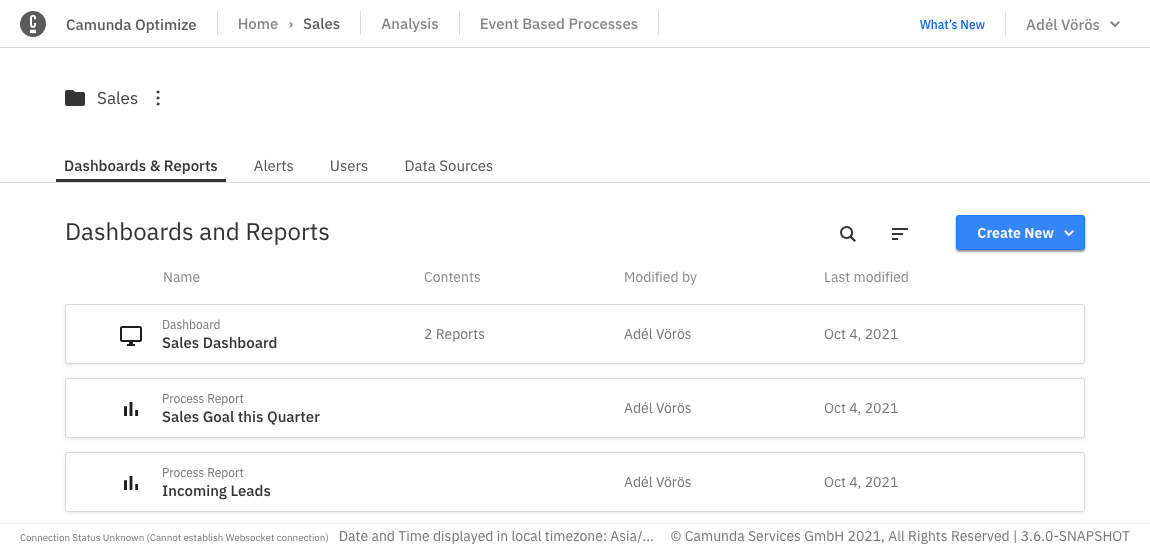 Camunda Optimize
Home › Sales
Analysis
Event Based Processes
What's New
Adél Vörös
Sales
Dashboards & Reports
Alerts
Users
Data Sources
Dashboards and Reports
Create New
Name Contents Modified by Last modified
Dashboard
Sales Dashboard 2 Reports Adél Vörös Oct 4, 2021
Process Report
Sales Goal this Quarter Adél Vörös Oct 4, 2021
Process Report
Incoming Leads Adél Vörös Oct 4, 2021
Connection Status Unknown (Cannot establish Websocket connection) Date and Time displayed in local timezone: Asia/... © Camunda Services GmbH 2021, All Rights Reserved | 3.6.0-SNAPSHOT